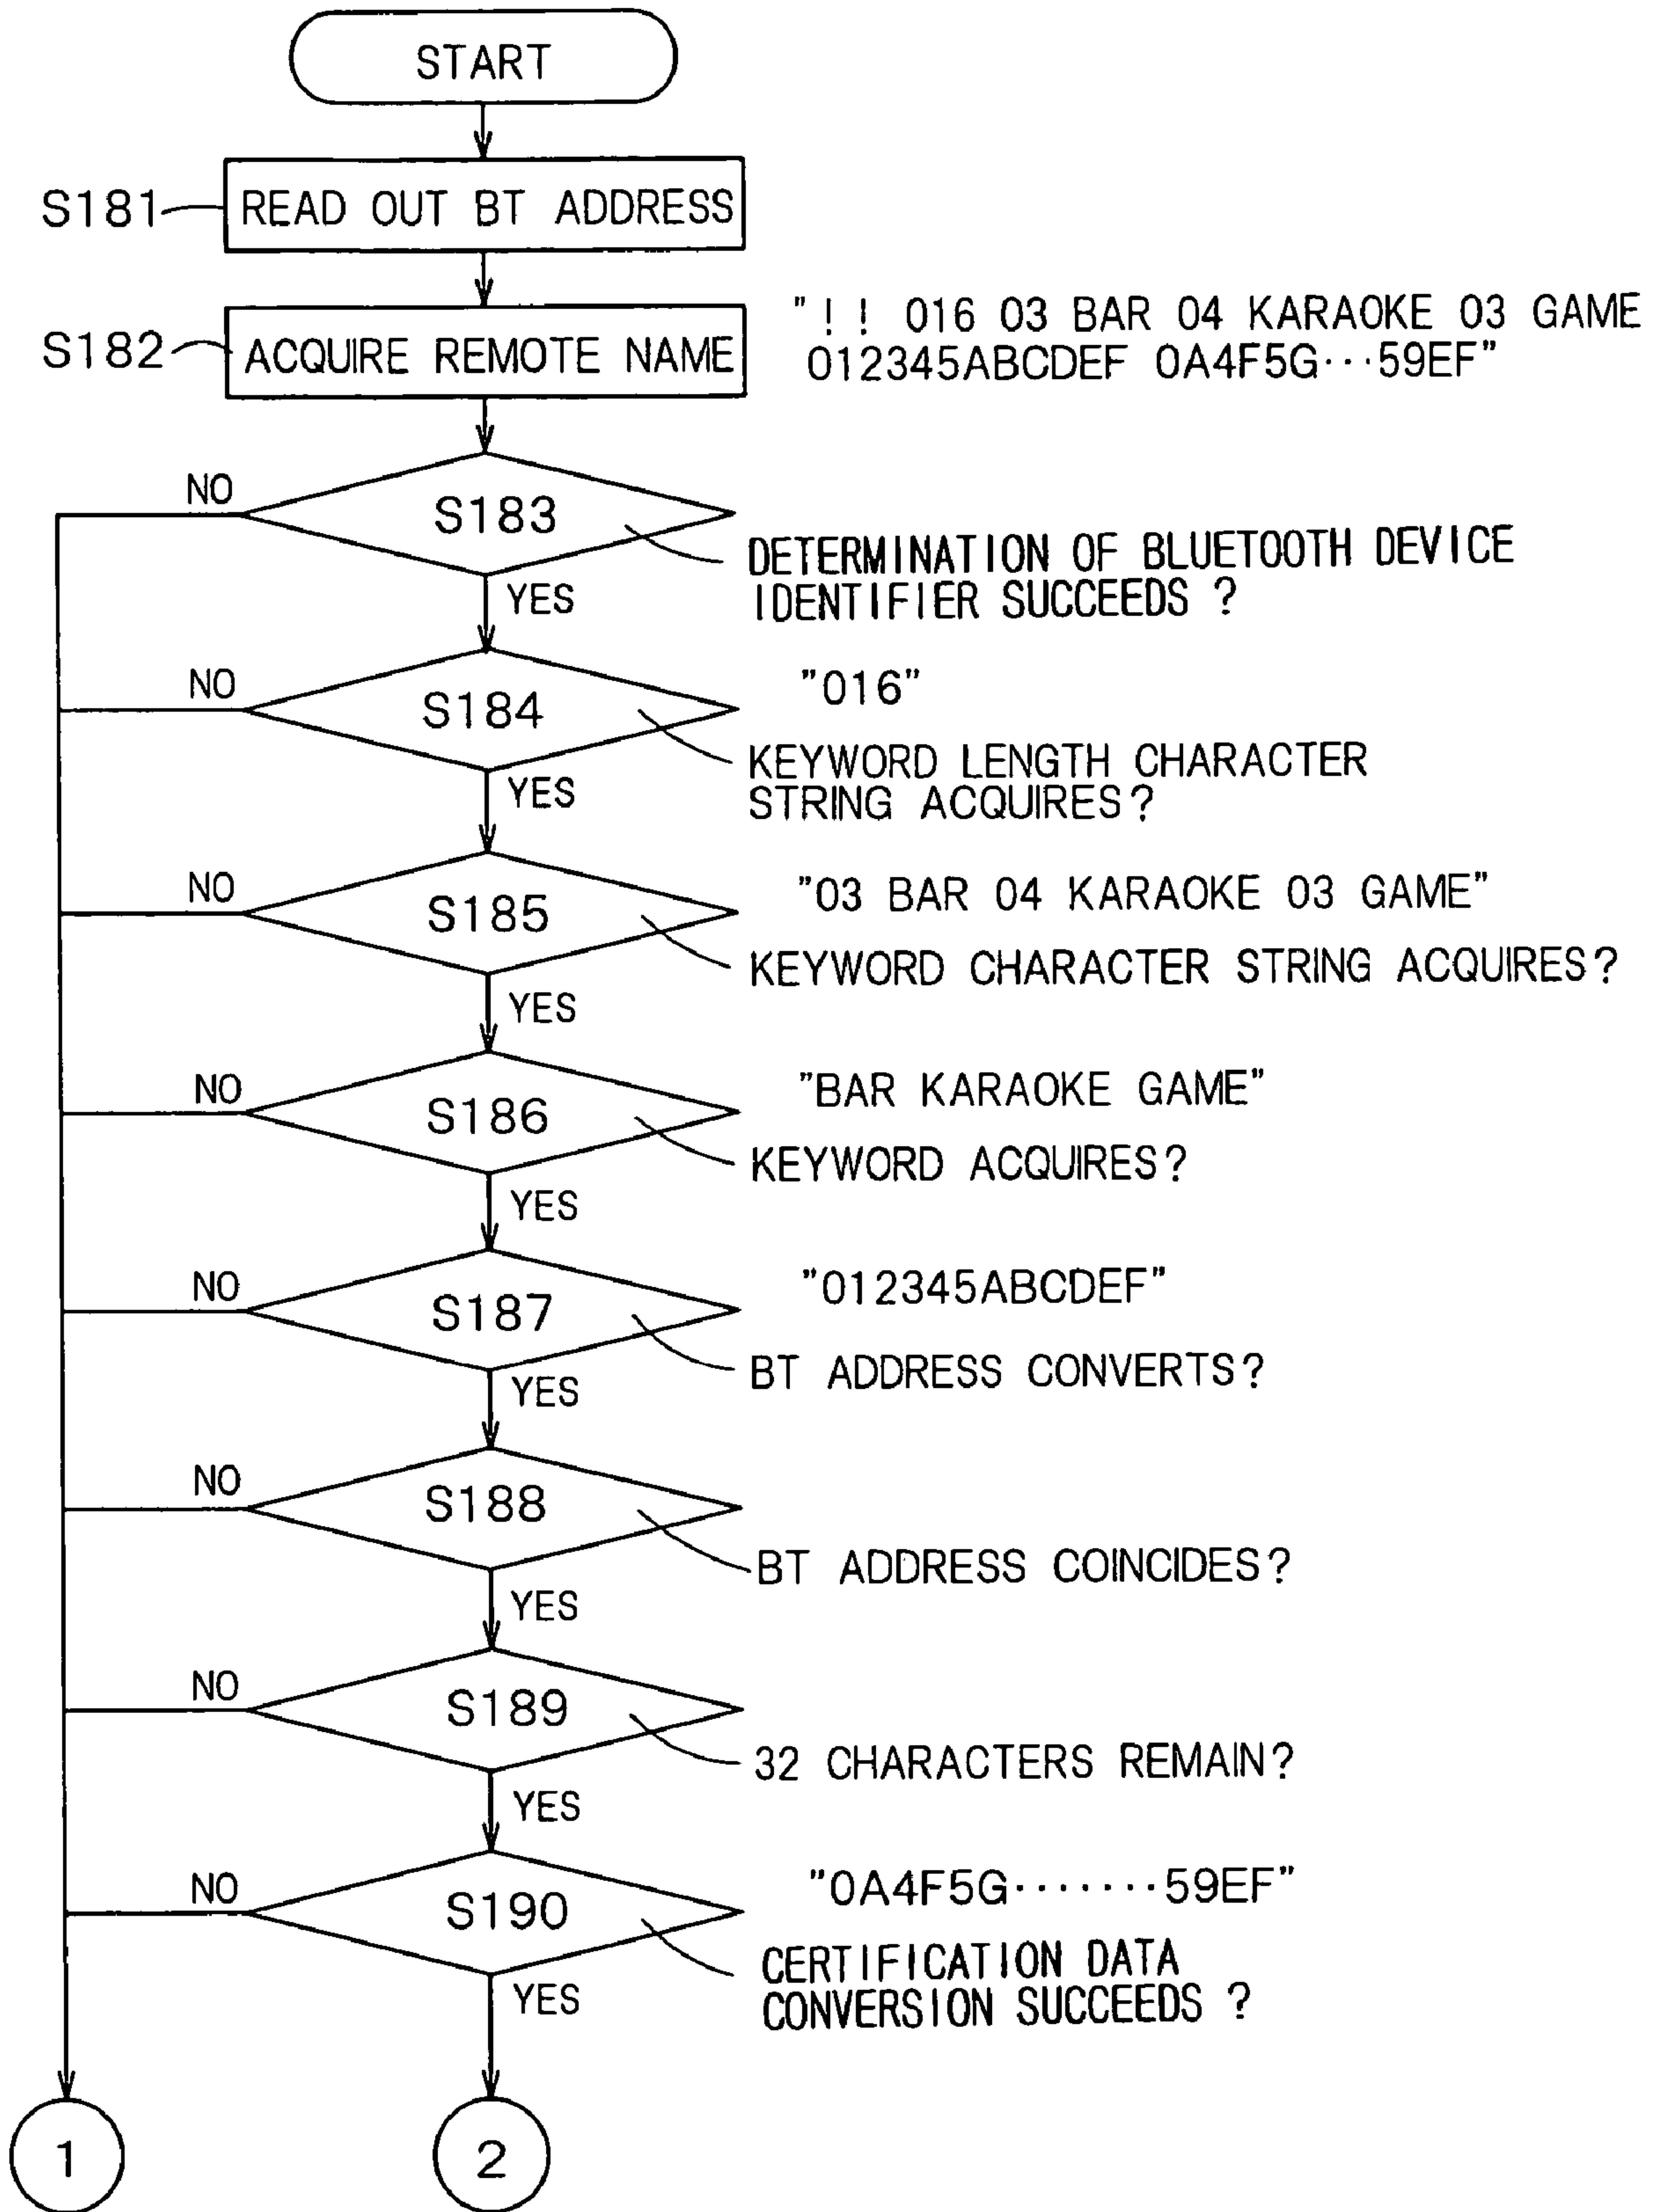 START
S181
READ OUT BT ADDRESS
S182
ACQUIRE REMOTE NAME
"!! 016 03 BAR 04 KARAOKE 03 GAME
012345ABCDEF 0A4F5G···59EF"
NO
S183
DETERMINATION OF BLUETOOTH DEVICE
IDENTIFIER SUCCEEDS ?
YES
NO
S184
"016"
KEYWORD LENGTH CHARACTER
STRING ACQUIRES?
YES
NO
S185
"03 BAR 04 KARAOKE 03 GAME"
KEYWORD CHARACTER STRING ACQUIRES?
YES
NO
S186
"BAR KARAOKE GAME"
KEYWORD ACQUIRES?
YES
NO
S187
"012345ABCDEF"
BT ADDRESS CONVERTS?
YES
NO
S188
BT ADDRESS COINCIDES?
YES
NO
S189
32 CHARACTERS REMAIN?
YES
NO
S190
"0A4F5G·······59EF"
CERTIFICATION DATA
CONVERSION SUCCEEDS ?
YES
1
2